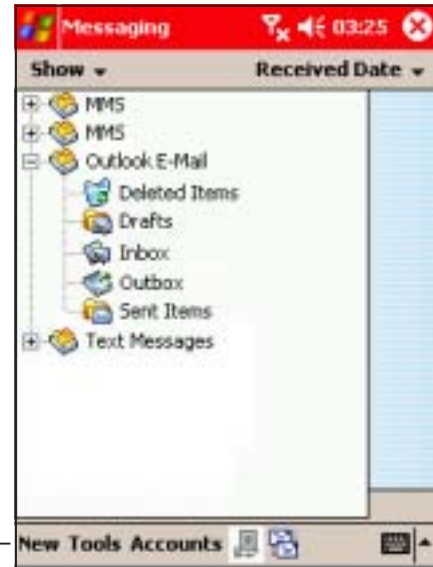 Messaging 03:25
Show Received Date
MMS
MMS
Outlook E-Mail
Deleted Items
Drafts
Inbox
Outbox
Sent Items
Text Messages
New Tools Accounts